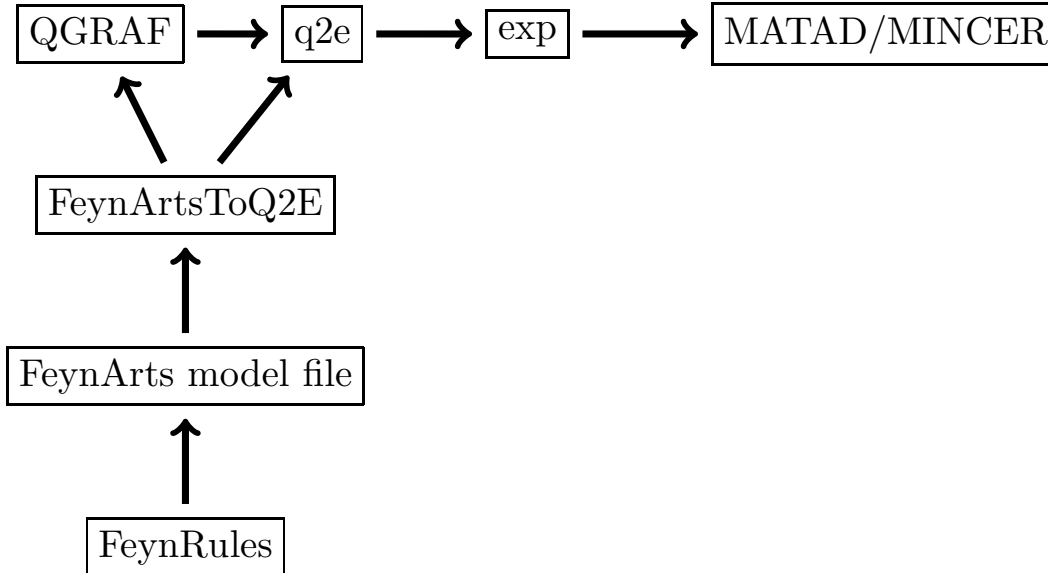 QGRAF q2e exp MATAD/MINCER
FeynArtsToQ2E
FeynArts model file
FeynRules